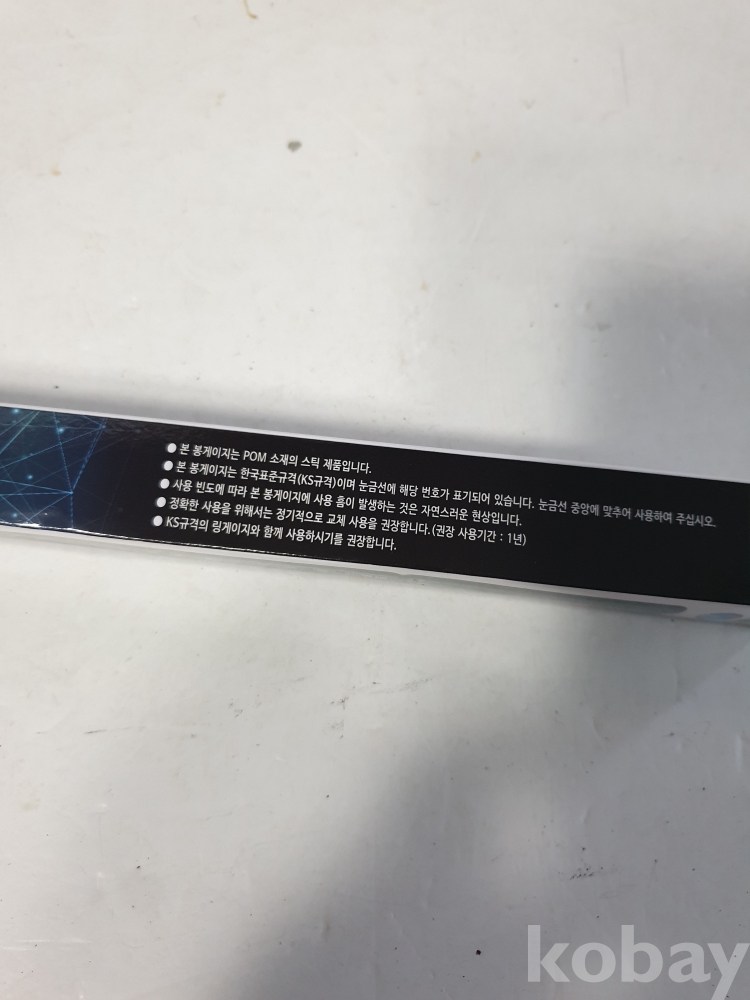 ● 본 봉게이지는 POM 소재의 스틱 제품입니다.
● 본 봉게이지는 한국표준규격(KS규격)이며 눈금선에 해당 번호가 표기되어 있습니다. 눈금선 중앙에 맞추어 사용하여 주십시오.
● 사용 빈도에 따라 본 봉게이지에 사용 흠이 발생하는 것은 자연스러운 현상입니다.
● 정확한 사용을 위해서는 정기적으로 교체 사용을 권장합니다.(권장 사용기간 : 1년)
● KS규격의 링게이지와 함께 사용하시기를 권장합니다.
kobay